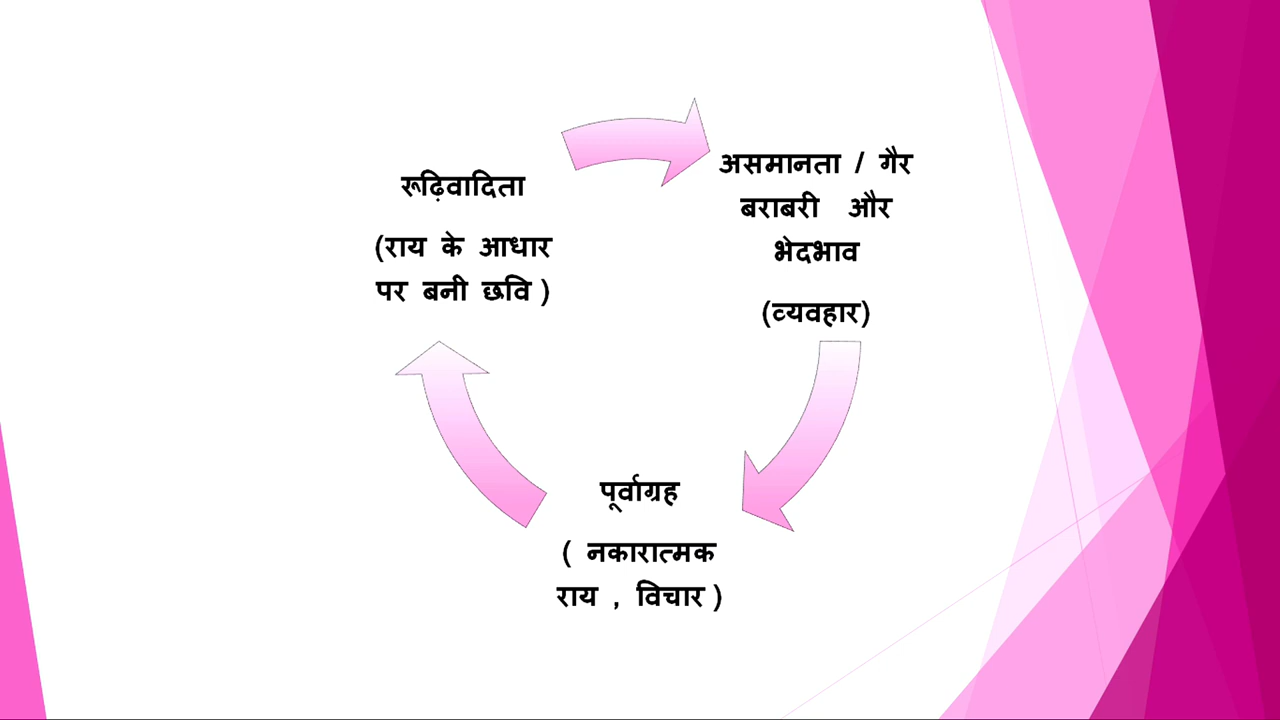 रूढ़िवादिता
(राय के आधार
पर बनी छवि )
असमानता / गैर
बराबरी और
भेदभाव
(व्यवहार)
पूर्वाग्रह
( नकारात्मक
राय , विचार )